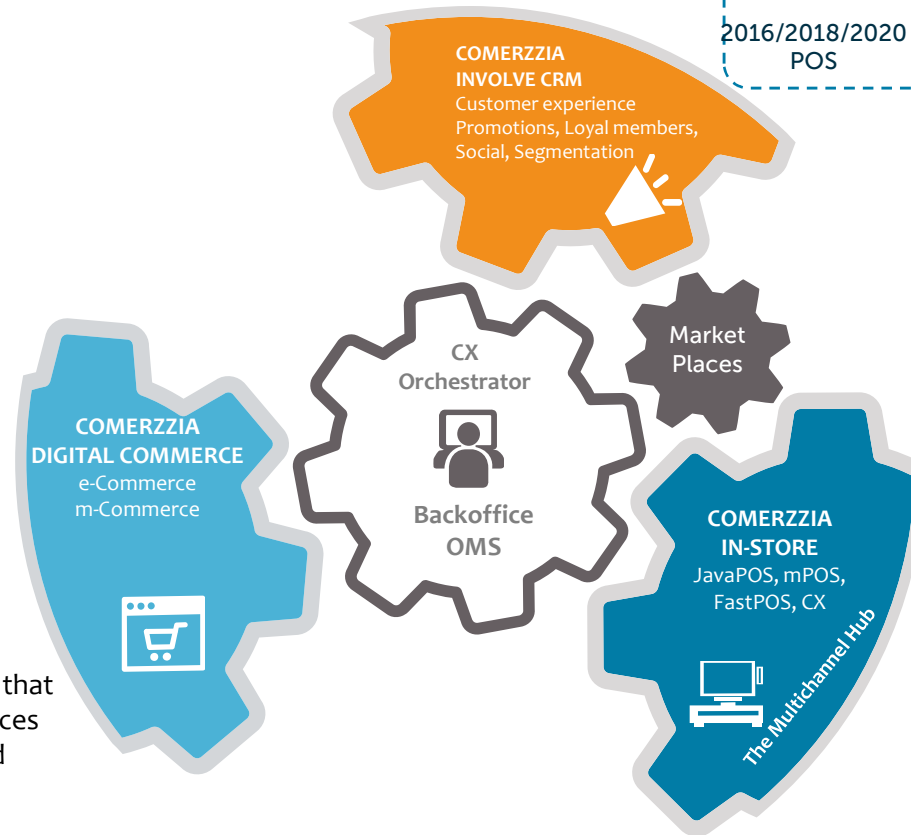 2016/2018/2020
POS
COMERZZIA
INVOLVE CRM
Customer experience
Promotions, Loyal members,
Social, Segmentation
Market
Places
CX
Orchestrator
Backoffice
OMS
COMERZZIA
DIGITAL COMMERCE
e-Commerce
m-Commerce
COMERZZIA
IN-STORE
JavaPOS, mPOS,
FastPOS, CX
The Multichannel Hub
that